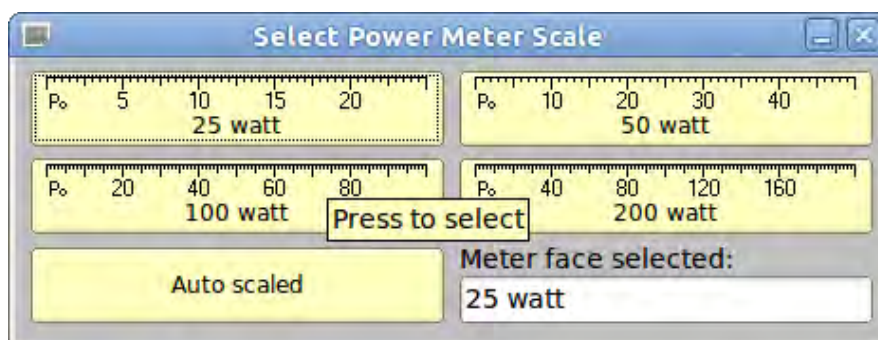 Select Power Meter Scale
Po 5 10 15 20
25 watt
Po 10 20 30 40
50 watt
Po 20 40 60 80
100 watt
Po 40 80 120 160
200 watt
Press to select
Auto scaled
Meter face selected:
25 watt